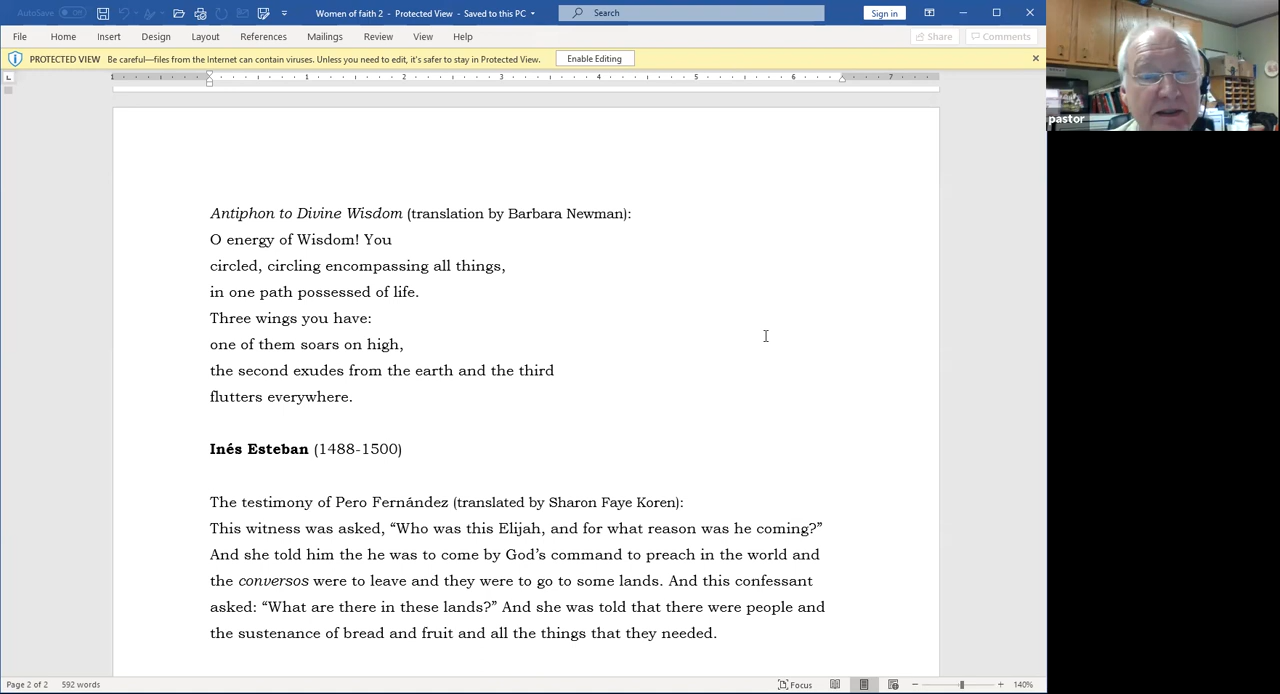 AutoSave Off Women of faith 2 - Protected View - Saved to this PC Search Sign in
File Home Insert Design Layout References Mailings Review View Help Share Comments
PROTECTED VIEW Be careful—files from the Internet can contain viruses. Unless you need to edit, it's safer to stay in Protected View. Enable Editing
1 1 2 3 4 5 6 7
pastor
Antiphon to Divine Wisdom (translation by Barbara Newman):
O energy of Wisdom! You
circled, circling encompassing all things,
in one path possessed of life.
Three wings you have:
one of them soars on high,
the second exudes from the earth and the third
flutters everywhere.
Inés Esteban (1488-1500)
The testimony of Pero Fernández (translated by Sharon Faye Koren):
This witness was asked, “Who was this Elijah, and for what reason was he coming?”
And she told him the he was to come by God’s command to preach in the world and
the conversos were to leave and they were to go to some lands. And this confessant
asked: “What are there in these lands?” And she was told that there were people and
the sustenance of bread and fruit and all the things that they needed.
Page 2 of 2 592 words Focus 140%